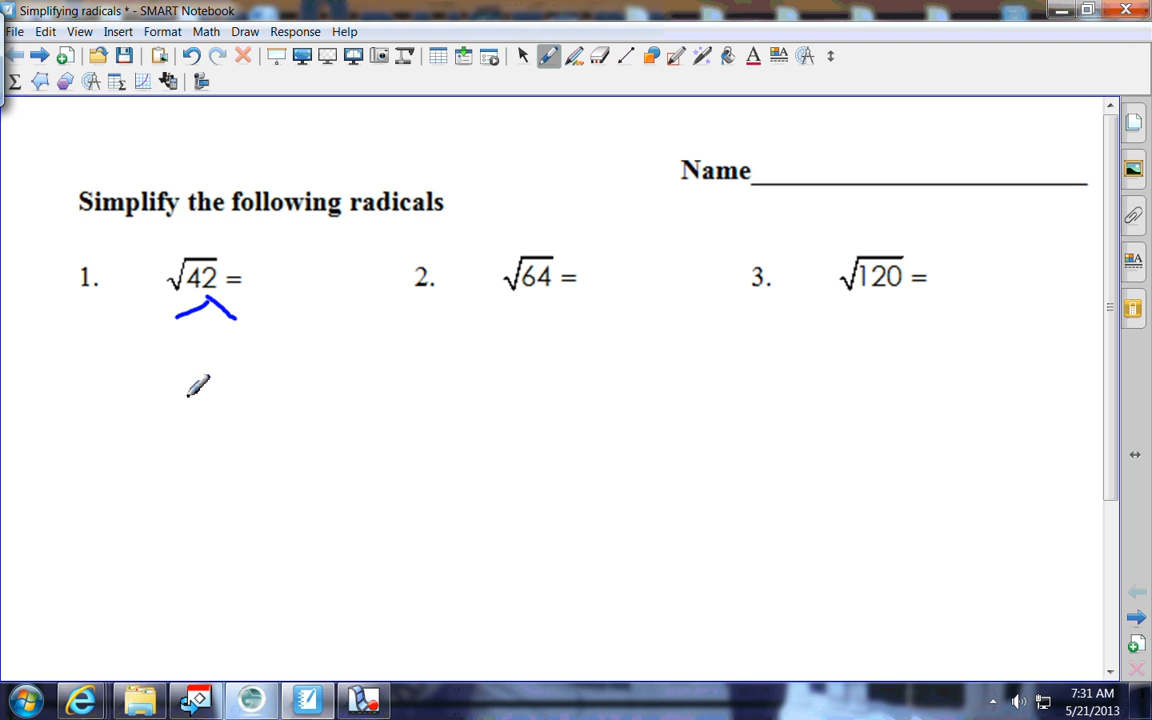 Simplifying radicals * - SMART Notebook
File Edit View Insert Format Math Draw Response Help
Name____________________
Simplify the following radicals
1. √42 = 2. √64 = 3. √120 =
7:31 AM
5/21/2013